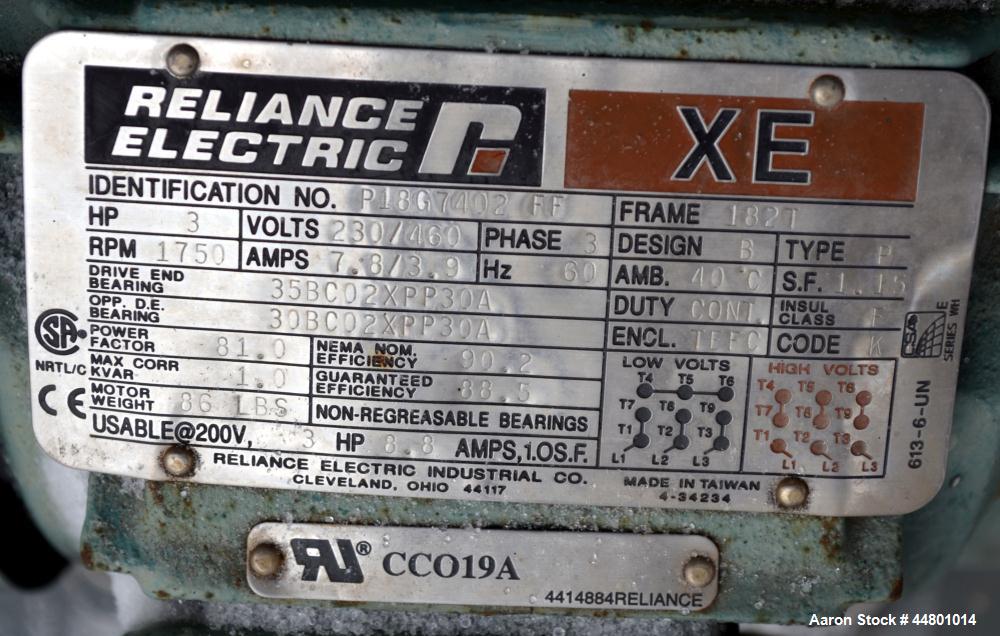 RELIANCE ELECTRIC XE
IDENTIFICATION NO. P18G7402 FF FRAME 182T
HP 3 VOLTS 230/460 PHASE 3 DESIGN B TYPE P
RPM 1750 AMPS 7.8/3.9 Hz 60 AMB. 40 C S.F. 1.15
DRIVE END BEARING 35BC02XPP30A DUTY CONT INSUL CLASS F
OPP. D.E. BEARING 30BC02XPP30A ENCL. TEFC CODE K
POWER FACTOR 81.0 NEMA NOM. EFFICIENCY 90.2
MAX CORR KVAR 1.0 GUARANTEED EFFICIENCY 88.5
MOTOR WEIGHT 86 LBS NON-REGREASABLE BEARINGS
USABLE@200V, 3 HP 8.8 AMPS, 1.0S.F.
LOW VOLTS
T4 T5 T6
T7 T8 T9
T1 T2 T3
L1 L2 L3
HIGH VOLTS
T4 T5 T6
T7 T8 T9
T1 T2 T3
L1 L2 L3
RELIANCE ELECTRIC INDUSTRIAL CO.
CLEVELAND, OHIO 44117
MADE IN TAIWAN
4-34234
SA
NRTL/C
CE
CSA E
SERIES WH
613-6-UN
RU® CCO19A
4414884RELIANCE
Aaron Stock # 44801014